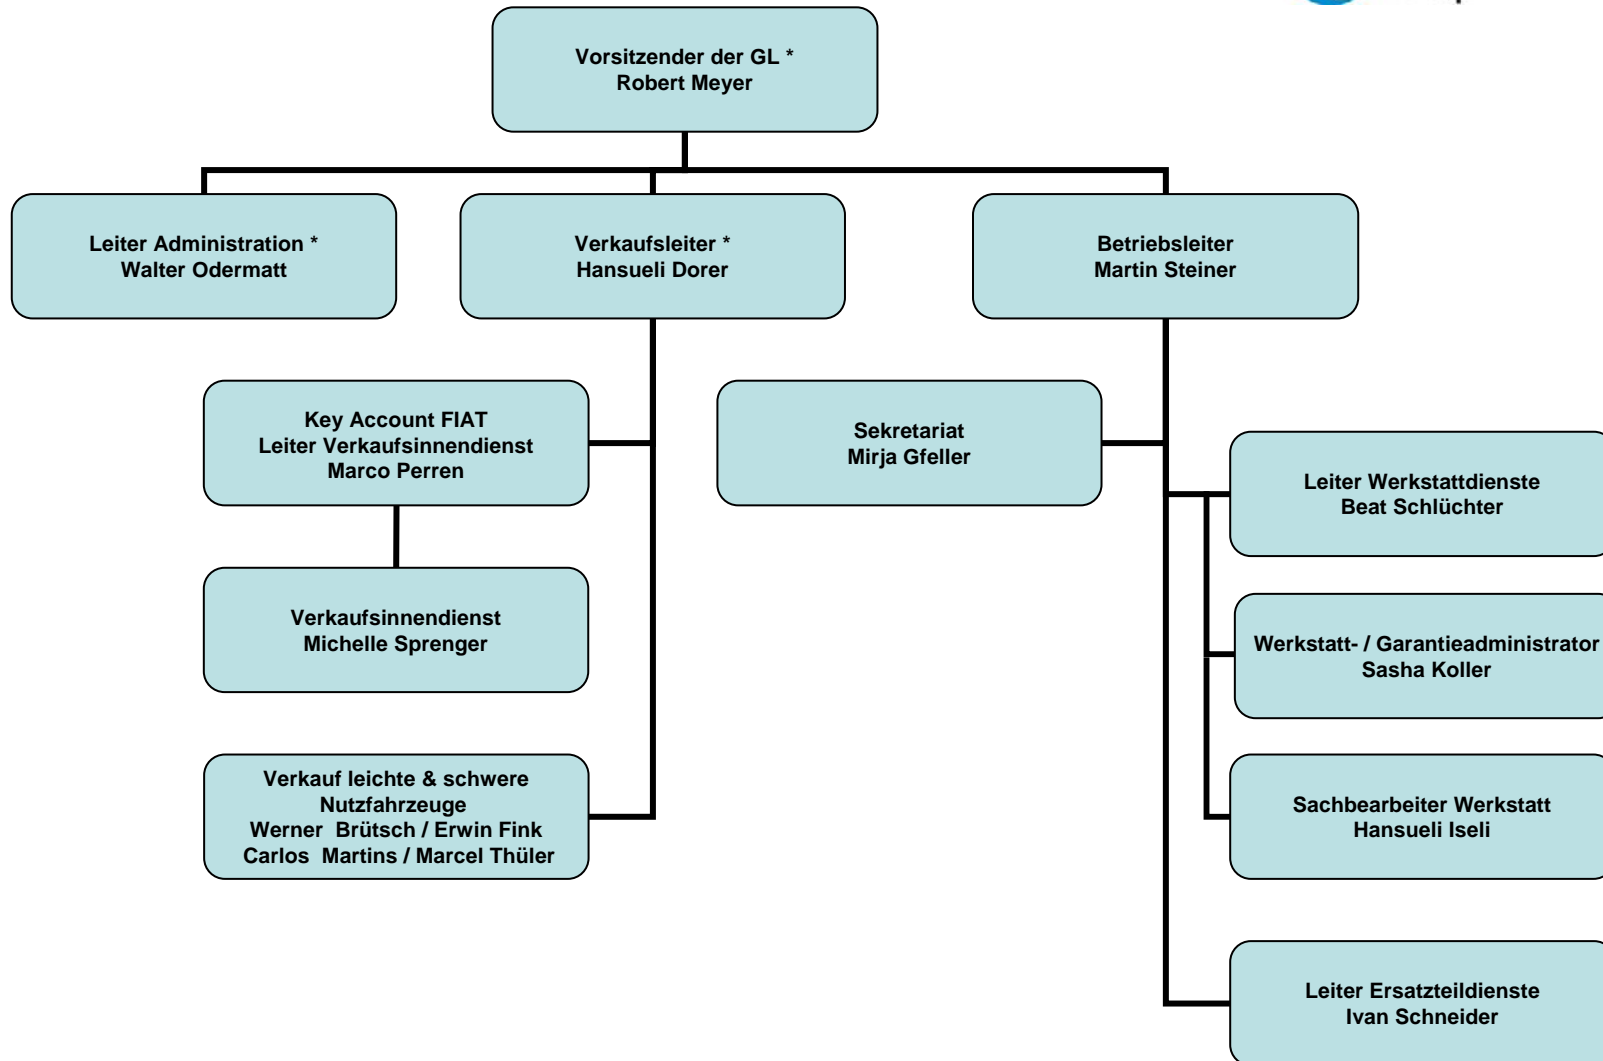 Vorsitzender der GL *
Robert Meyer
Leiter Administration *
Walter Odermatt
Verkaufsleiter *
Hansueli Dorer
Betriebsleiter
Martin Steiner
Key Account FIAT
Leiter Verkaufsinnendienst
Marco Perren
Sekretariat
Mirja Gfeller
Leiter Werkstattdienste
Beat Schlüchter
Verkaufsinnendienst
Michelle Sprenger
Werkstatt- / Garantieadministrator
Sasha Koller
Verkauf leichte & schwere
Nutzfahrzeuge
Werner Brütsch / Erwin Fink
Carlos Martins / Marcel Thüler
Sachbearbeiter Werkstatt
Hansueli Iseli
Leiter Ersatzteildienste
Ivan Schneider